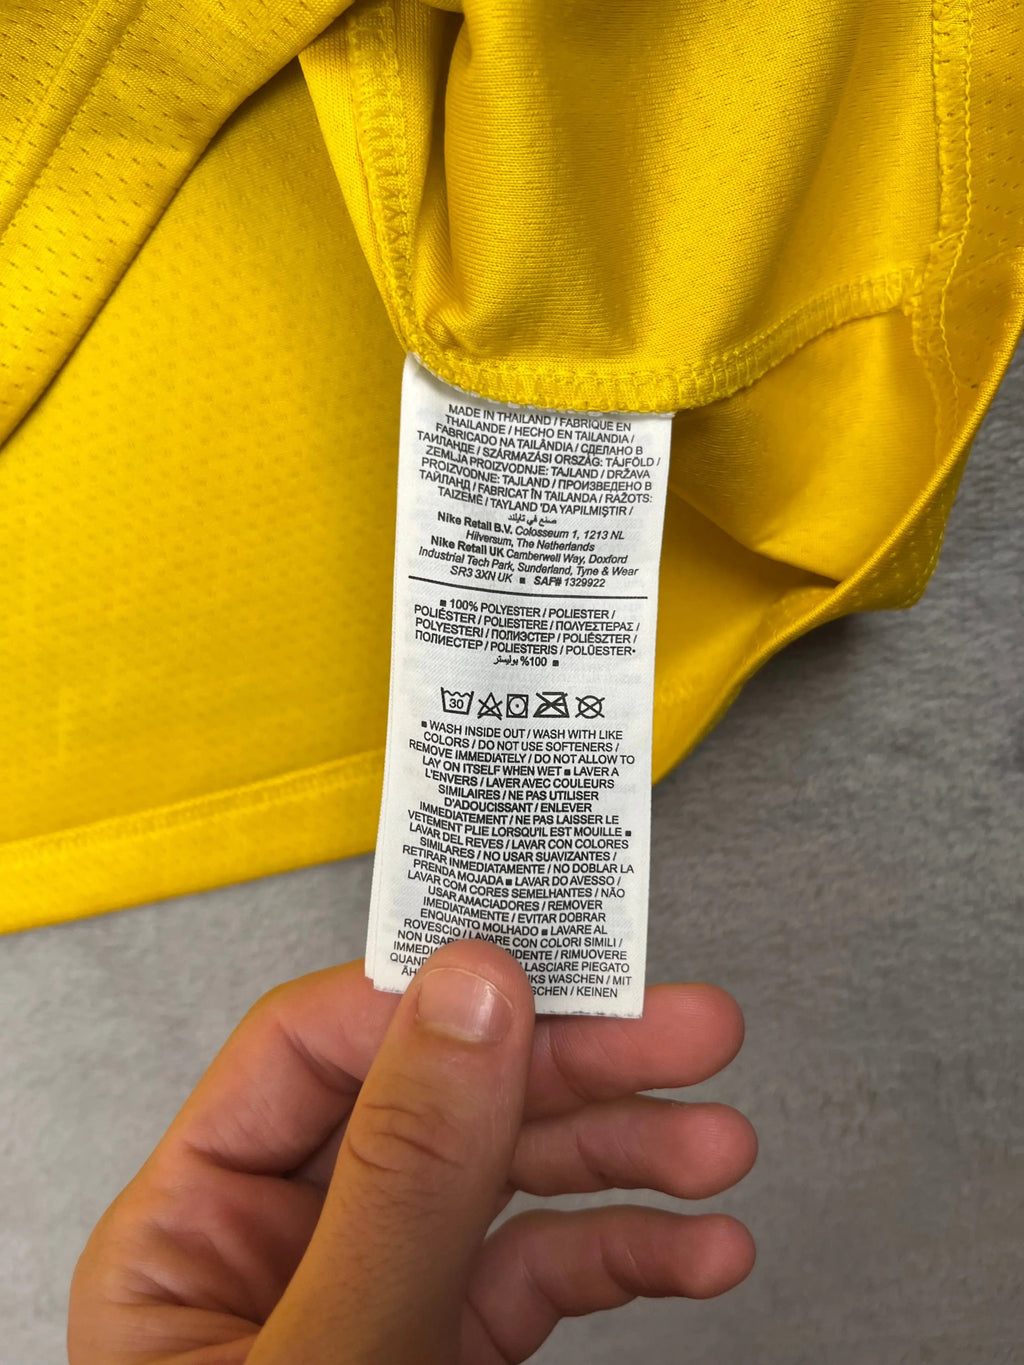 MADE IN THAILAND / FABRIQUE EN
THAILANDE / HECHO EN TAILANDIA /
FABRICADO NA TAILÂNDIA / СДЕЛАНО В
ТАИЛАНДЕ / SZÁRMAZÁSI ORSZÁG: TÁJFÖLD /
ZEMLJA PROIZVODNJE: TAJLAND / DRŽAVA
PROIZVODNJE: TAJLAND / ПРОИЗВЕДЕНО В
ТАЙЛАНД / FABRICAT ÎN TAILANDA / RAŽOTS:
TAIZEMĒ / TAYLAND 'DA YAPILMIŞTIR /
صنع في تايلند
Nike Retail B.V. Colosseum 1, 1213 NL
Hilversum, The Netherlands
Nike Retail UK Camberwell Way, Doxford
Industrial Tech Park, Sunderland, Tyne & Wear
SR3 3XN UK ■ SAF# 1329922
■ 100% POLYESTER / POLIESTER /
POLIÉSTER / POLIESTERE / ΠΟΛΥΕΣΤΕΡΑΣ /
POLYESTERI / ПОЛИЭСТЕР / POLIÉSZTER /
ПОЛИЕСТЕР / POLIESTERIS / POLÜESTER•
100% بوليستر ■
30
■ WASH INSIDE OUT / WASH WITH LIKE
COLORS / DO NOT USE SOFTENERS /
REMOVE IMMEDIATELY / DO NOT ALLOW TO
LAY ON ITSELF WHEN WET ■ LAVER A
L'ENVERS / LAVER AVEC COULEURS
SIMILAIRES / NE PAS UTILISER
D'ADOUCISSANT / ENLEVER
IMMEDIATEMENT / NE PAS LAISSER LE
VETEMENT PLIE LORSQU'IL EST MOUILLE ■
LAVAR DEL REVES / LAVAR CON COLORES
SIMILARES / NO USAR SUAVIZANTES /
RETIRAR INMEDIATAMENTE / NO DOBLAR LA
PRENDA MOJADA ■ LAVAR DO AVESSO /
LAVAR COM CORES SEMELHANTES / NÃO
USAR AMACIADORES / REMOVER
IMEDIATAMENTE / EVITAR DOBRAR
ENQUANTO MOLHADO ■ LAVARE AL
ROVESCIO / LAVARE CON COLORI SIMILI /
NON / RIMUOVERE
LASCIARE PIEGATO
WASCHEN / MIT
/ KEINEN